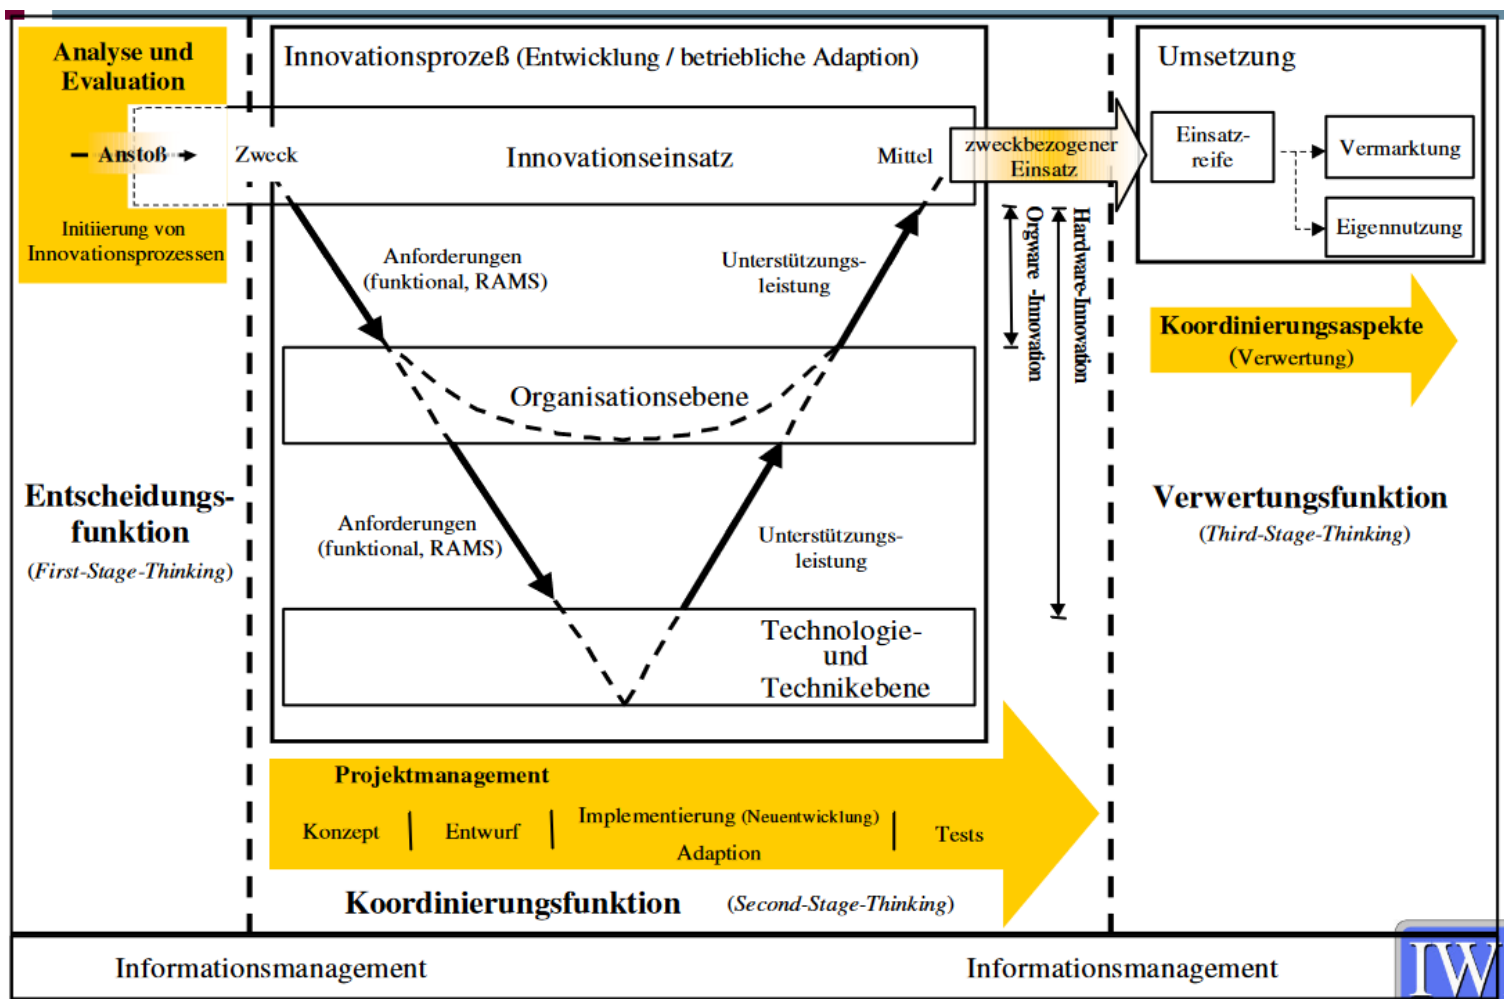 Analyse und
Evaluation
Anstoß
Initiierung von
Innovationsprozessen
Entscheidungs-
funktion
(First-Stage-Thinking)
Innovationsprozeß (Entwicklung / betriebliche Adaption)
Zweck
Innovationseinsatz
Mittel
zweckbezogener
Einsatz
Anforderungen
(funktional, RAMS)
Unterstützungs-
leistung
Orgware -Innovation
Hardware-Innovation
Organisationsebene
Anforderungen
(funktional, RAMS)
Unterstützungs-
leistung
Technologie-
und
Technikebene
Projektmanagement
Konzept
Entwurf
Implementierung (Neuentwicklung)
Adaption
Tests
Koordinierungsfunktion (Second-Stage-Thinking)
Umsetzung
Einsatz-
reife
Vermarktung
Eigennutzung
Koordinierungsaspekte
(Verwertung)
Verwertungsfunktion
(Third-Stage-Thinking)
Informationsmanagement
Informationsmanagement
IW